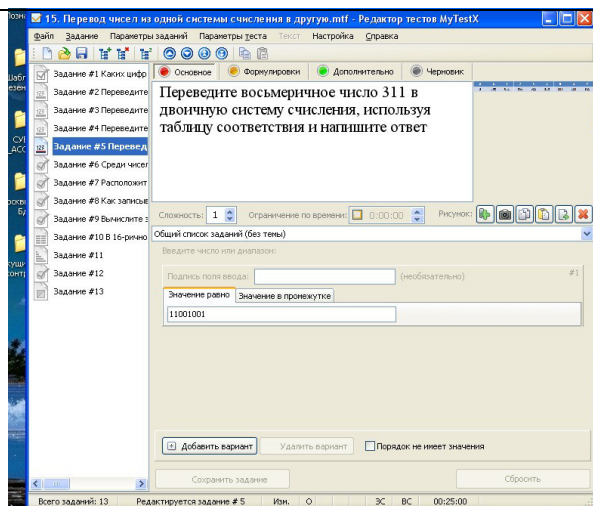 15. Перевод чисел из одной системы счисления в другую.mtf - Редактор тестов MyTestX
Файл Задание Параметры заданий Параметры теста Текст Настройка Справка
Задание #1 Каких цифр
Задание #2 Переведите
Задание #3 Переведите
Задание #4 Переведите
Задание #5 Перевед
Задание #6 Среди чисел
Задание #7 Расположит
Задание #8 Как записыв
Задание #9 Вычислите з
Задание #10 В 16-рично
Задание #11
Задание #12
Задание #13
Основное Формулировки Дополнительно Черновик
Переведите восьмеричное число 311 в
двоичную систему счисления, используя
таблицу соответствия и напишите ответ
Сложность: 1 Ограничение по времени: 0:00:00 Рисунок:
Общий список заданий (без темы)
Введите число или диапазон:
Подпись поля ввода: (необязательно) #1
Значение равно Значение в промежутке
11001001
Добавить вариант Удалить вариант Порядок не имеет значения
Сохранить задание Сбросить
Всего заданий: 13 Редактируется задание # 5 Изм. О ЗС ВС 00:25:00